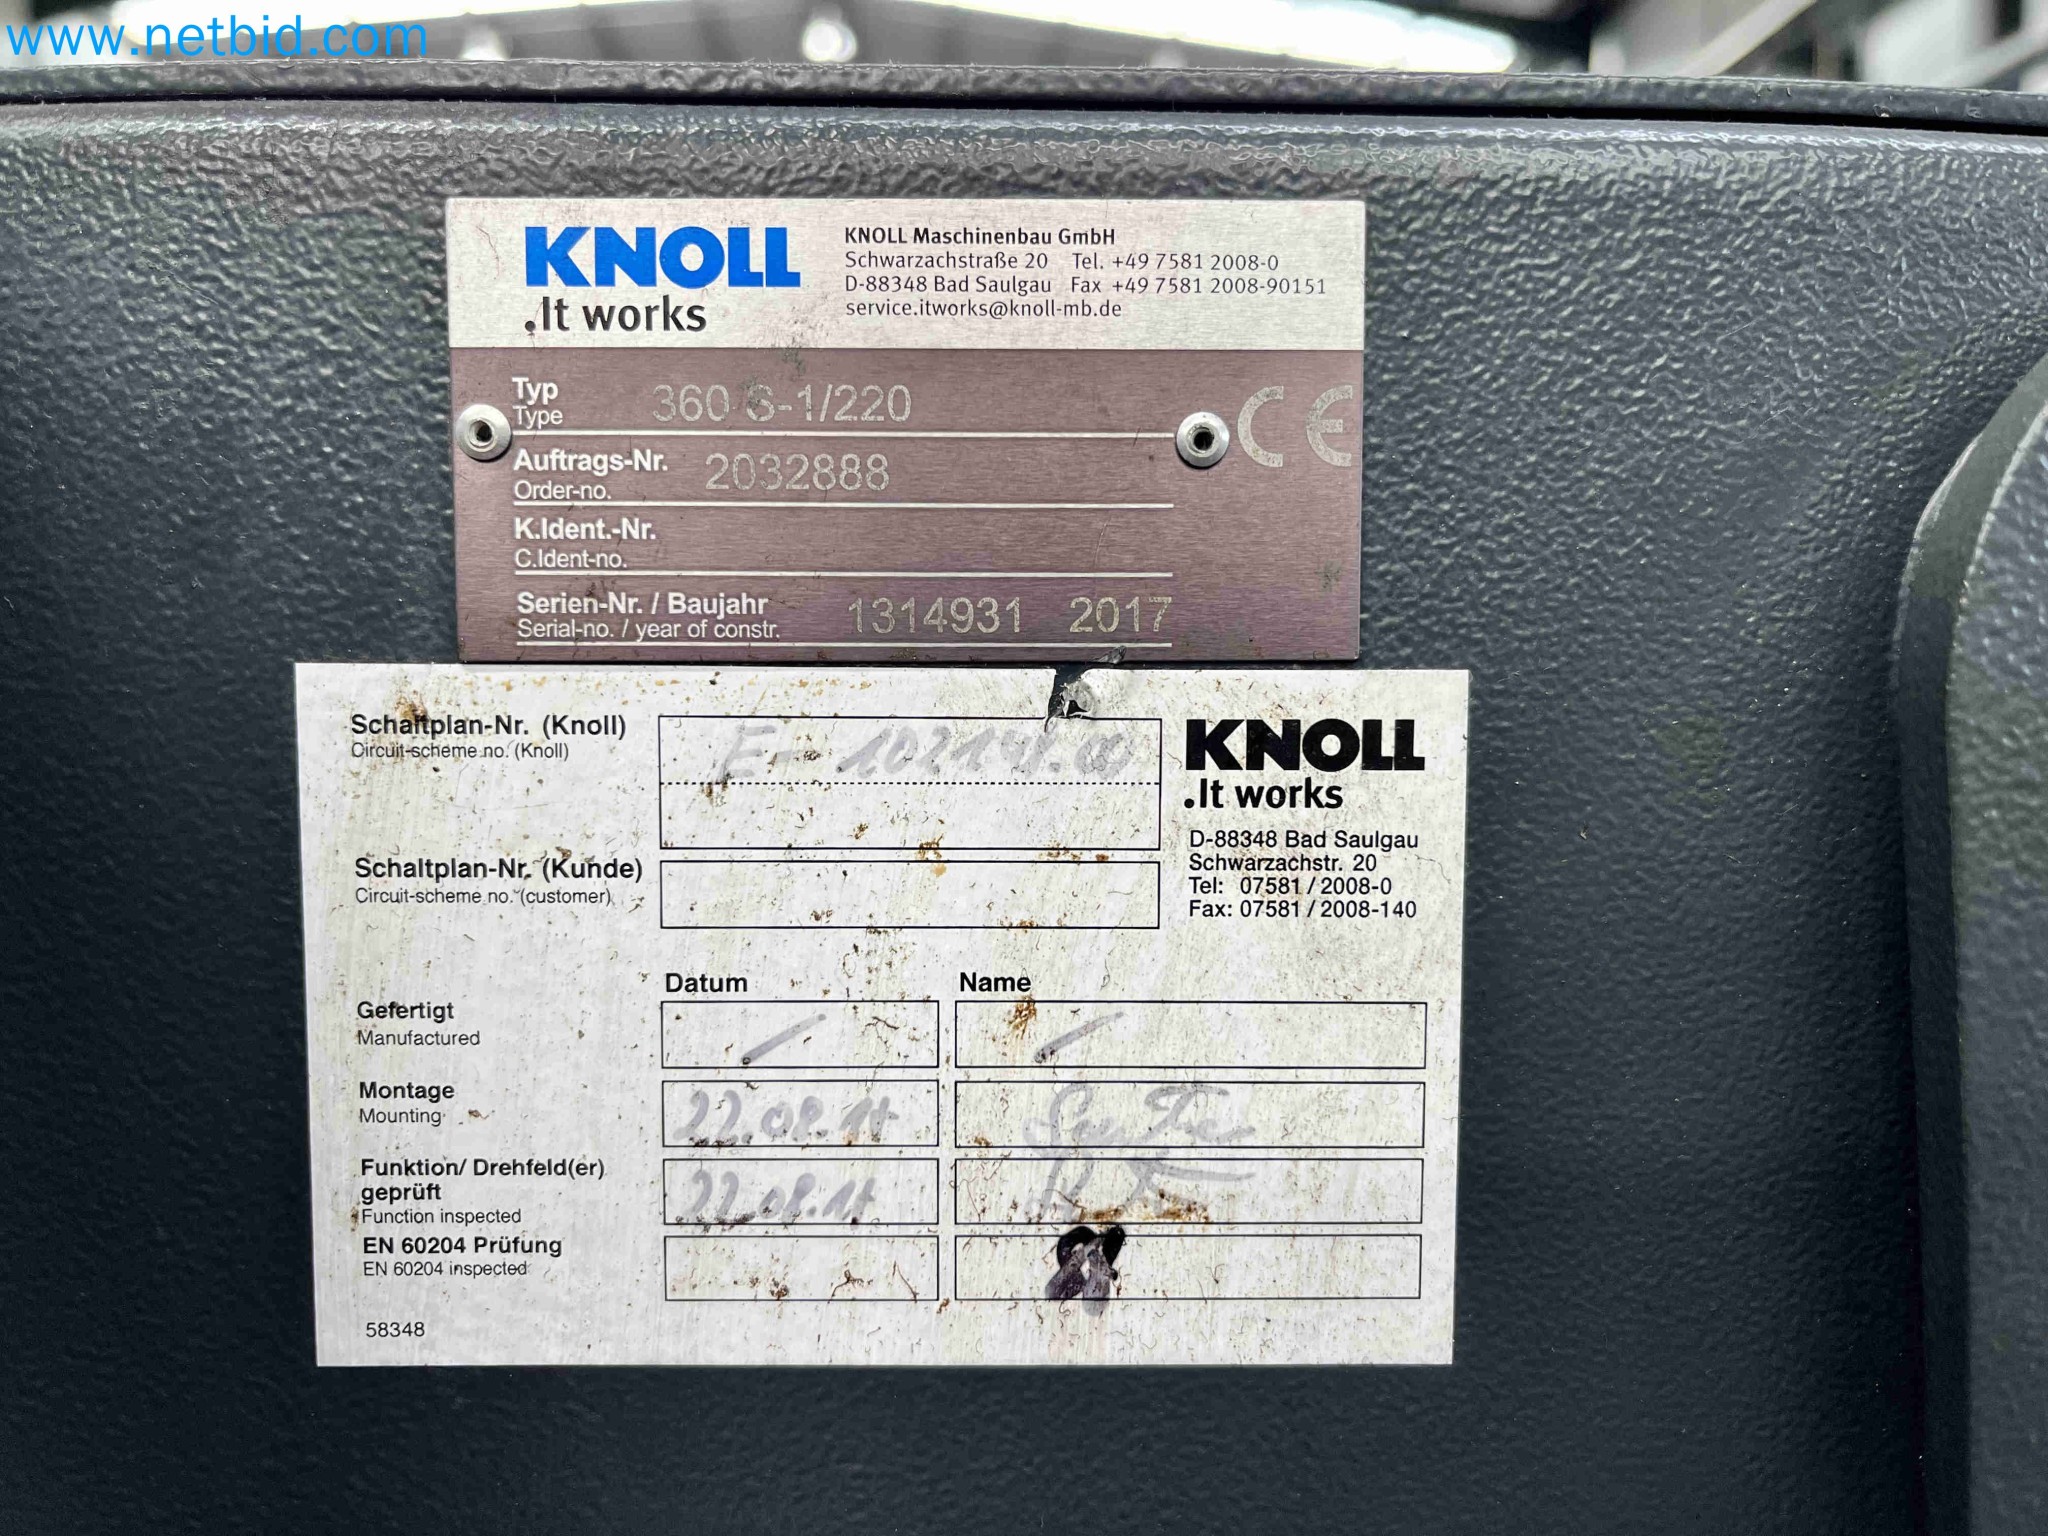 www.netbid.com
KNOLL
.It works
KNOLL Maschinenbau GmbH
Schwarzachstraße 20 Tel. +49 7581 2008-0
D-88348 Bad Saulgau Fax +49 7581 2008-90151
service.itworks@knoll-mb.de
Typ
Type
360 S-1/220
CE
Auftrags-Nr.
Order-no.
2032888
K.Ident.-Nr.
C.Ident-no.
Serien-Nr. / Baujahr
Serial-no. / year of constr.
1314931 2017
Schaltplan-Nr. (Knoll)
Circuit-scheme no. (Knoll)
KNOLL
.It works
D-88348 Bad Saulgau
Schwarzachstr. 20
Tel: 07581 / 2008-0
Fax: 07581 / 2008-140
Schaltplan-Nr. (Kunde)
Circuit-scheme no. (customer)
Datum Name
Gefertigt
Manufactured
Montage
Mounting
22.08.17
Funktion/ Drehfeld(er)
geprüft
Function inspected
22.08.17
EN 60204 Prüfung
EN 60204 inspected
58348